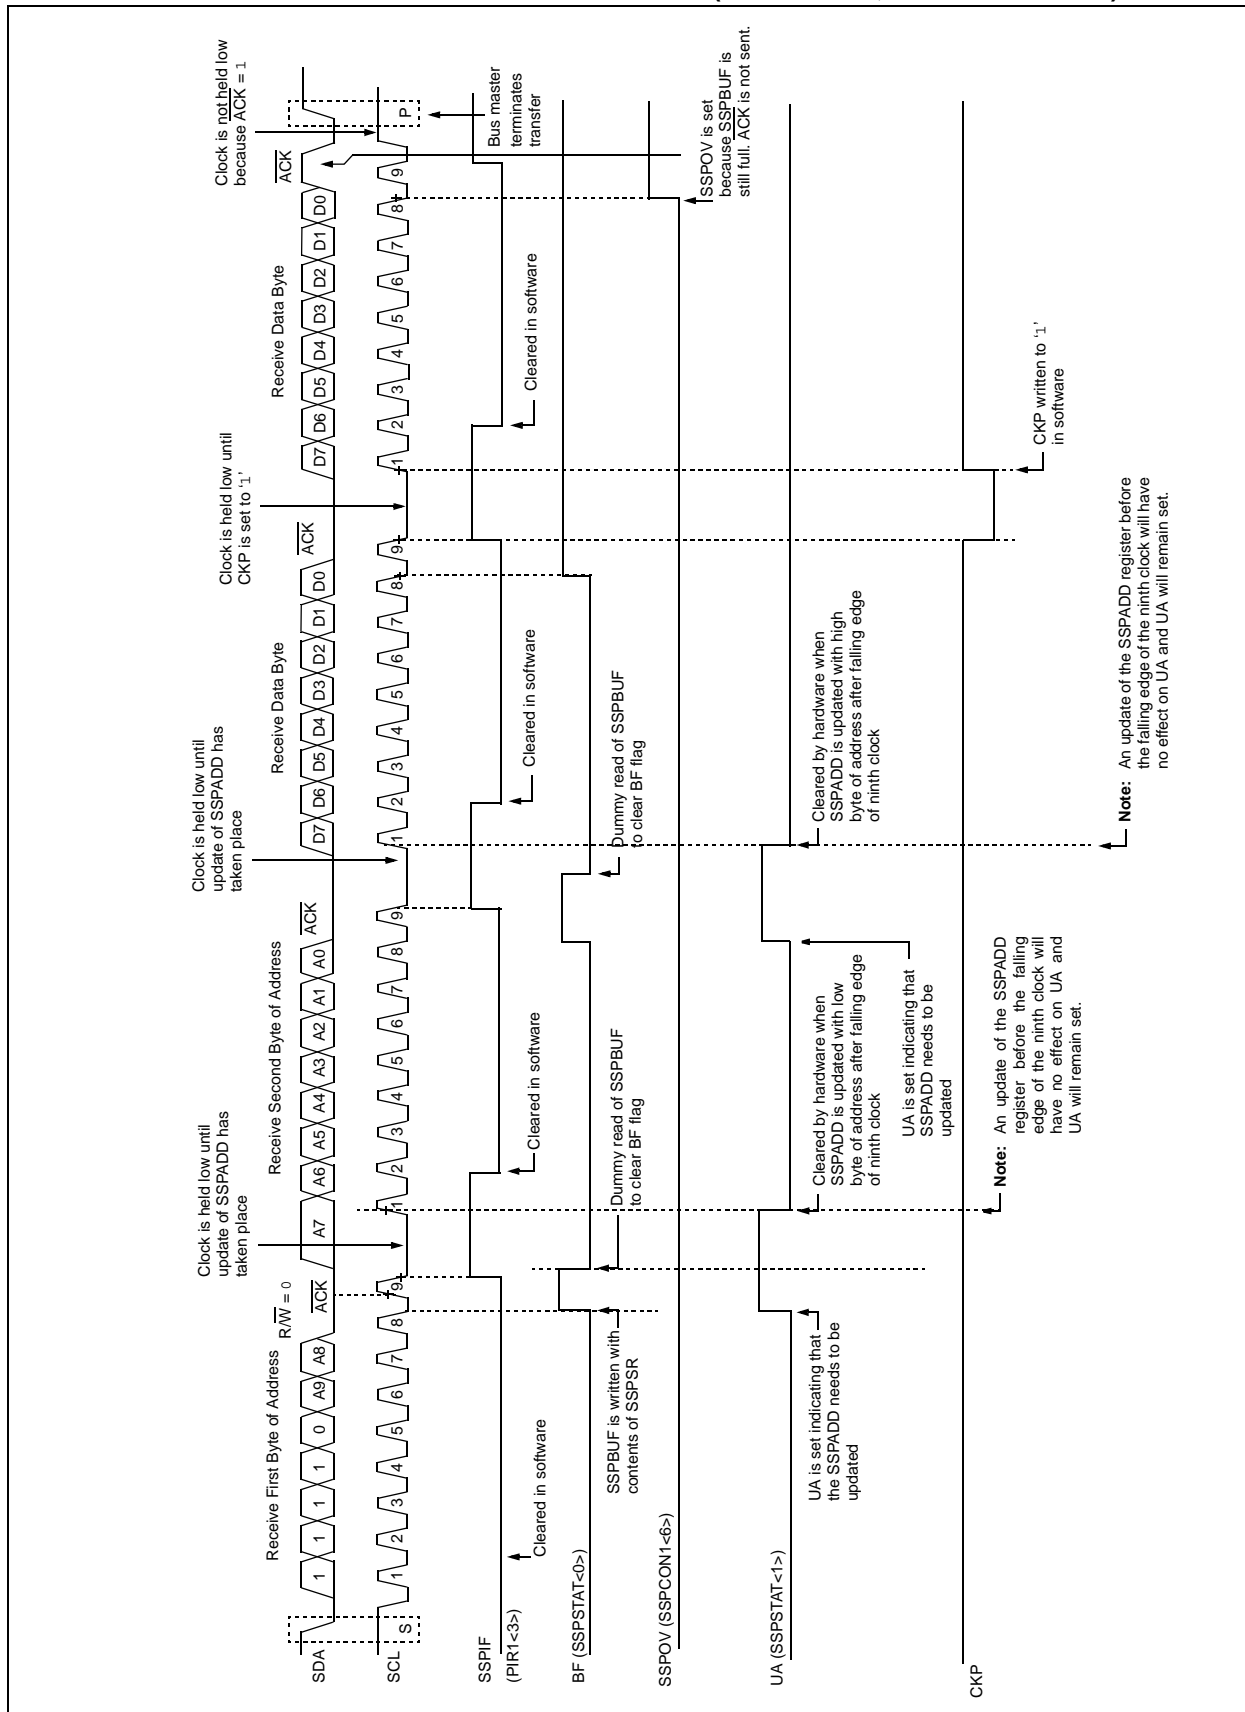 Clock is held low until
update of SSPADD has
taken place
Clock is held low until
update of SSPADD has
taken place
Clock is held low until
CKP is set to ‘1’
Clock is not held low
because ACK = 1
Receive First Byte of Address
R/W = 0
Receive Second Byte of Address
Receive Data Byte
Receive Data Byte
ACK
ACK
ACK
ACK
SDA
1 1 1 1 0 A9 A8
A7 A6 A5 A4 A3 A2 A1 A0
D7 D6 D5 D4 D3 D2 D1 D0
D7 D6 D5 D4 D3 D2 D1 D0
SCL
S
1 2 3 4 5 6 7 8 9
1 2 3 4 5 6 7 8 9
1 2 3 4 5 6 7 8 9
1 2 3 4 5 6 7 8 9
P
Bus master
terminates
transfer
SSPIF
(PIR1<3>)
Cleared in software
Cleared in software
Cleared in software
Cleared in software
BF (SSPSTAT<0>)
SSPBUF is written with
contents of SSPSR
Dummy read of SSPBUF
to clear BF flag
Dummy read of SSPBUF
to clear BF flag
SSPOV (SSPCON1<6>)
SSPOV is set
because SSPBUF is
still full. ACK is not sent.
UA (SSPSTAT<1>)
UA is set indicating that
the SSPADD needs to be
updated
Cleared by hardware when
SSPADD is updated with low
byte of address after falling edge
of ninth clock
UA is set indicating that
SSPADD needs to be
updated
Cleared by hardware when
SSPADD is updated with high
byte of address after falling edge
of ninth clock
CKP
Note: An update of the SSPADD
register before the falling
edge of the ninth clock will
have no effect on UA and
UA will remain set.
CKP written to ‘1’
in software
Note: An update of the SSPADD register before
the falling edge of the ninth clock will have
no effect on UA and UA will remain set.